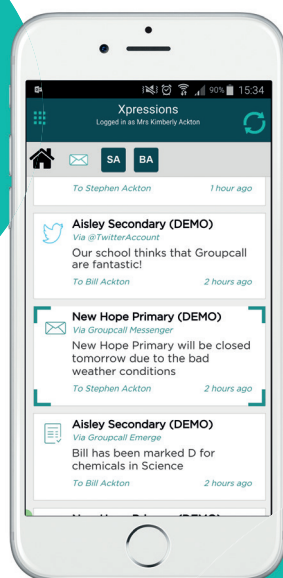 90% 15:34
Xpressions
Logged in as Mrs Kimberly Ackton
SA BA
To Stephen Ackton 1 hour ago
Aisley Secondary (DEMO)
Via @TwitterAccount
Our school thinks that Groupcall
are fantastic!
To Bill Ackton 2 hours ago
New Hope Primary (DEMO)
Via Groupcall Messenger
New Hope Primary will be closed
tomorrow due to the bad
weather conditions
To Stephen Ackton 2 hours ago
Aisley Secondary (DEMO)
Via Groupcall Emerge
Bill has been marked D for
chemicals in Science
To Bill Ackton 2 hours ago